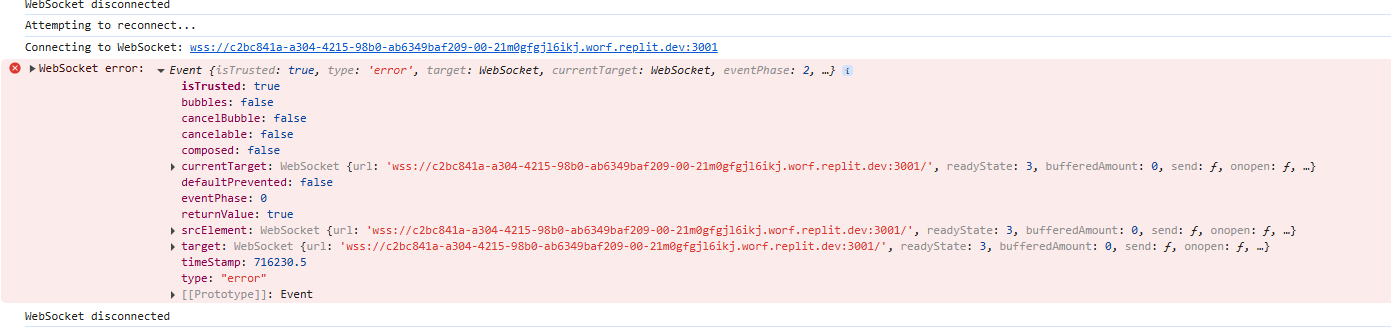 WebSocket disconnected
Attempting to reconnect...
Connecting to WebSocket: wss://c2bc841a-a304-4215-98b0-ab6349baf209-00-21m0gfgjl6ikj.worf.replit.dev:3001
WebSocket error: Event {isTrusted: true, type: 'error', target: WebSocket, currentTarget: WebSocket, eventPhase: 2, …} i
isTrusted: true
bubbles: false
cancelBubble: false
cancelable: false
composed: false
currentTarget: WebSocket {url: 'wss://c2bc841a-a304-4215-98b0-ab6349baf209-00-21m0gfgjl6ikj.worf.replit.dev:3001/', readyState: 3, bufferedAmount: 0, send: ƒ, onopen: ƒ, …}
defaultPrevented: false
eventPhase: 0
returnValue: true
srcElement: WebSocket {url: 'wss://c2bc841a-a304-4215-98b0-ab6349baf209-00-21m0gfgjl6ikj.worf.replit.dev:3001/', readyState: 3, bufferedAmount: 0, send: ƒ, onopen: ƒ, …}
target: WebSocket {url: 'wss://c2bc841a-a304-4215-98b0-ab6349baf209-00-21m0gfgjl6ikj.worf.replit.dev:3001/', readyState: 3, bufferedAmount: 0, send: ƒ, onopen: ƒ, …}
timeStamp: 716230.5
type: "error"
[[Prototype]]: Event
WebSocket disconnected